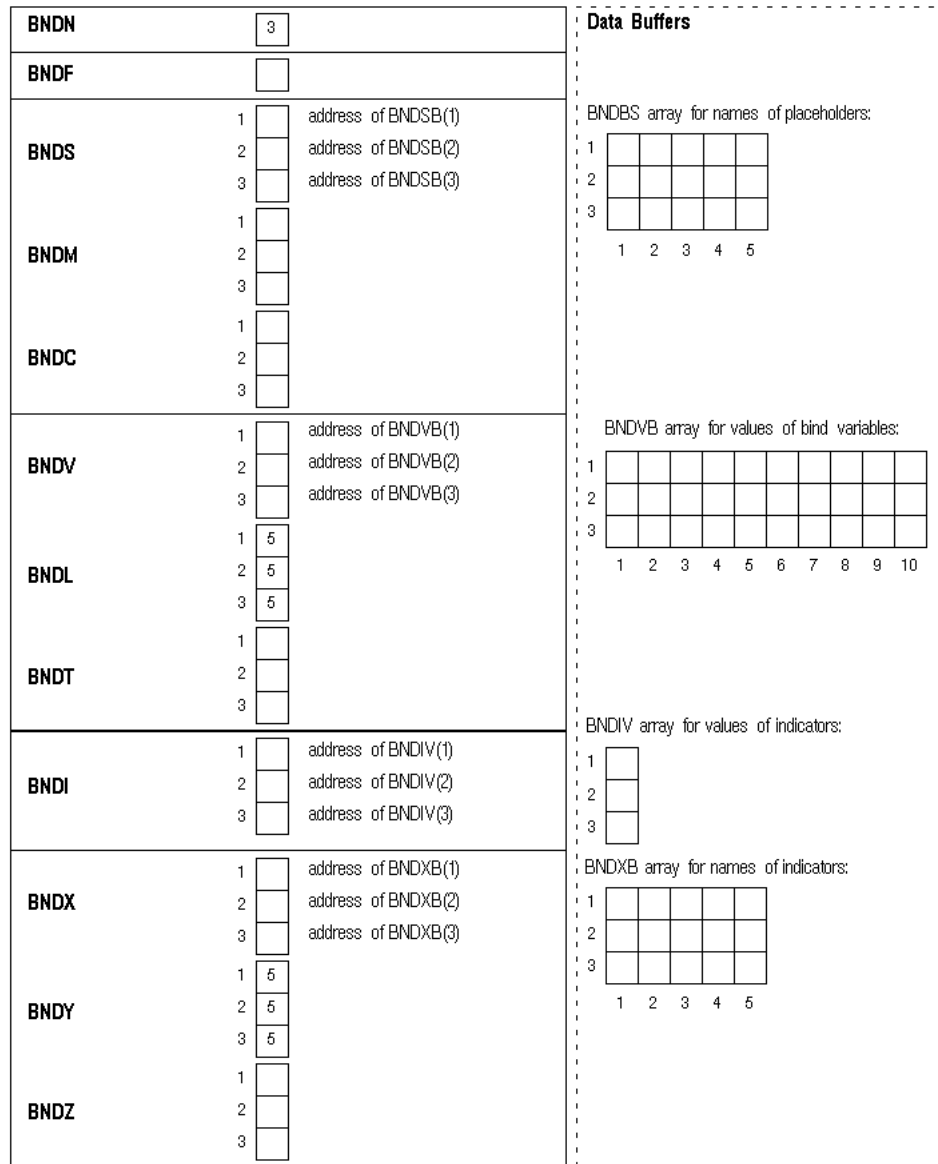 BNDN 3
BNDF
BNDS
1 address of BNDSB(1)
2 address of BNDSB(2)
3 address of BNDSB(3)
BNDM
1
2
3
BNDC
1
2
3
BNDV
1 address of BNDVB(1)
2 address of BNDVB(2)
3 address of BNDVB(3)
BNDL
1 5
2 5
3 5
BNDT
1
2
3
BNDI
1 address of BNDIV(1)
2 address of BNDIV(2)
3 address of BNDIV(3)
BNDX
1 address of BNDXB(1)
2 address of BNDXB(2)
3 address of BNDXB(3)
BNDY
1 5
2 5
3 5
BNDZ
1
2
3
Data Buffers
BNDBS array for names of placeholders:
1
2
3
1 2 3 4 5
BNDVB array for values of bind variables:
1
2
3
1 2 3 4 5 6 7 8 9 10
BNDIV array for values of indicators:
1
2
3
BNDXB array for names of indicators:
1
2
3
1 2 3 4 5